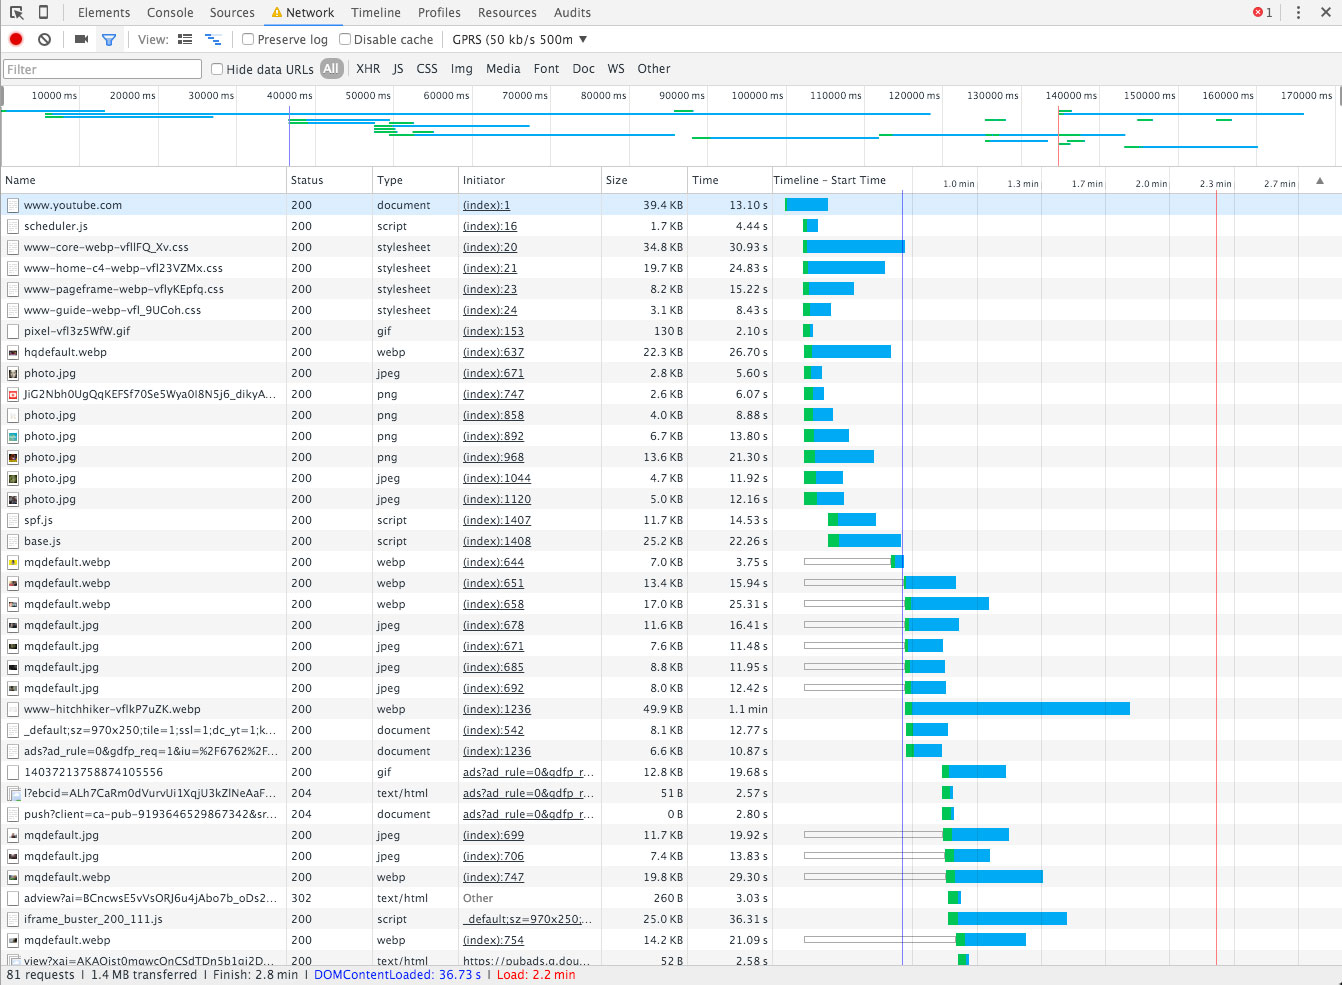 Elements Console Sources Network Timeline Profiles Resources Audits 1
View: Preserve log Disable cache GPRS (50 kb/s 500m
Filter Hide data URLs All XHR JS CSS Img Media Font Doc WS Other
10000 ms 20000 ms 30000 ms 40000 ms 50000 ms 60000 ms 70000 ms 80000 ms 90000 ms 100000 ms 110000 ms 120000 ms 130000 ms 140000 ms 150000 ms 160000 ms 170000 ms
Name Status Type Initiator Size Time Timeline – Start Time 1.0 min 1.3 min 1.7 min 2.0 min 2.3 min 2.7 min
www.youtube.com 200 document (index):1 39.4 KB 13.10 s
scheduler.js 200 script (index):16 1.7 KB 4.44 s
www-core-webp-vflIFQ_Xv.css 200 stylesheet (index):20 34.8 KB 30.93 s
www-home-c4-webp-vfl23VZMx.css 200 stylesheet (index):21 19.7 KB 24.83 s
www-pageframe-webp-vflyKEpfq.css 200 stylesheet (index):23 8.2 KB 15.22 s
www-guide-webp-vfl_9UCoh.css 200 stylesheet (index):24 3.1 KB 8.43 s
pixel-vfl3z5WfW.gif 200 gif (index):153 130 B 2.10 s
hqdefault.webp 200 webp (index):637 22.3 KB 26.70 s
photo.jpg 200 jpeg (index):671 2.8 KB 5.60 s
JiG2Nbh0UgQqKEFSf70Se5Wya0I8N5j6_dikyA... 200 png (index):747 2.6 KB 6.07 s
photo.jpg 200 png (index):858 4.0 KB 8.88 s
photo.jpg 200 png (index):892 6.7 KB 13.80 s
photo.jpg 200 png (index):968 13.6 KB 21.30 s
photo.jpg 200 jpeg (index):1044 4.7 KB 11.92 s
photo.jpg 200 jpeg (index):1120 5.0 KB 12.16 s
spf.js 200 script (index):1407 11.7 KB 14.53 s
base.js 200 script (index):1408 25.2 KB 22.26 s
mqdefault.webp 200 webp (index):644 7.0 KB 3.75 s
mqdefault.webp 200 webp (index):651 13.4 KB 15.94 s
mqdefault.webp 200 webp (index):658 17.0 KB 25.31 s
mqdefault.jpg 200 jpeg (index):678 11.6 KB 16.41 s
mqdefault.jpg 200 jpeg (index):671 7.6 KB 11.48 s
mqdefault.jpg 200 jpeg (index):685 8.8 KB 11.95 s
mqdefault.jpg 200 jpeg (index):692 8.0 KB 12.42 s
www-hitchhiker-vflkP7uZK.webp 200 webp (index):1236 49.9 KB 1.1 min
_default;sz=970x250;tile=1;ssl=1;dc_yt=1;k... 200 document (index):542 8.1 KB 12.77 s
ads?ad_rule=0&gdfp_req=1&iu=%2F6762%2F... 200 document (index):1236 6.6 KB 10.87 s
14037213758874105556 200 gif ads?ad_rule=0&gdfp_r... 12.8 KB 19.68 s
l?ebcid=ALh7CaRm0dVurvUi1XqjU3kZlNeAaF... 204 text/html ads?ad_rule=0&gdfp_r... 51 B 2.57 s
push?client=ca-pub-9193646529867342&sr... 204 document ads?ad_rule=0&gdfp_r... 0 B 2.80 s
mqdefault.jpg 200 jpeg (index):699 11.7 KB 19.92 s
mqdefault.jpg 200 jpeg (index):706 7.4 KB 13.83 s
mqdefault.webp 200 webp (index):747 19.8 KB 29.30 s
adview?ai=BCncwsE5vVsORJ6u4jAbo7b_oDs2... 302 text/html Other 260 B 3.03 s
iframe_buster_200_111.js 200 script _default;sz=970x250;... 25.0 KB 36.31 s
mqdefault.webp 200 webp (index):754 14.2 KB 21.09 s
view?xai=AKAOjst0mgwcOnCSdTDn5b1gi2D... 200 text/html https://pubads.g.dou... 52 B 2.58 s
81 requests | 1.4 MB transferred | Finish: 2.8 min | DOMContentLoaded: 36.73 s | Load: 2.2 min